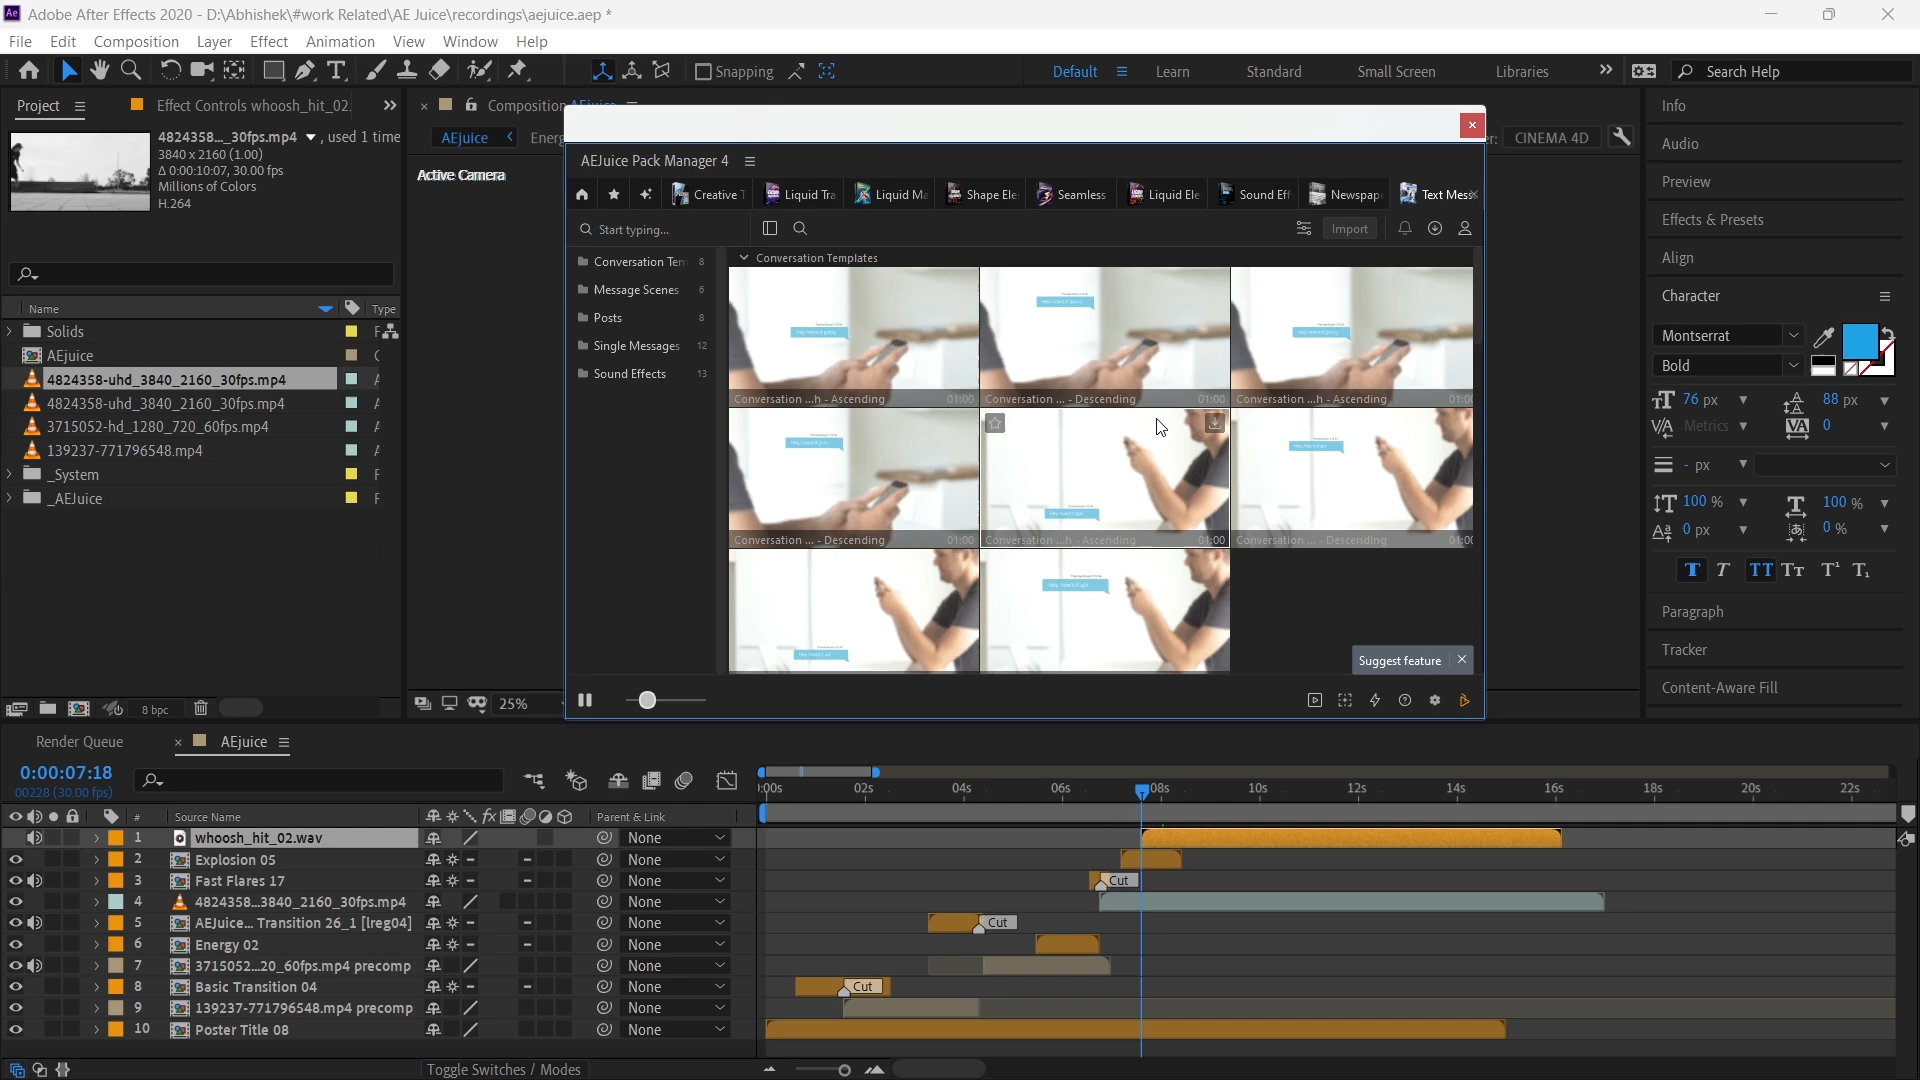 Adobe After Effects 2020 - D:\Abhishek\#work Related\AE Juice\recordings\aejuice.aep *
File Edit Composition Layer Effect Animation View Window Help
Snapping Default Learn Standard Small Screen Libraries Search Help
Project Effect Controls whoosh_hit_02.
4824358..._30fps.mp4 , used 1 time
3840 x 2160 (1.00)
Δ 0:00:10:07, 30.00 fps
Millions of Colors
H.264
Name Type
Solids
AEjuice
4824358-uhd_3840_2160_30fps.mp4
4824358-uhd_3840_2160_30fps.mp4
3715052-hd_1280_720_60fps.mp4
139237-771796548.mp4
_System
_AEJuice
8 bpc
Composition AEjuice
AEjuice Energ
CINEMA 4D
Active Camera
25%
AEJuice Pack Manager 4
Creative T Liquid Tra Liquid Ma Shape Ele Seamless Liquid Ele Sound Eff Newspape Text Mess
Start typing... Import
Conversation Tem 8
Message Scenes 6
Posts 8
Single Messages 12
Sound Effects 13
Conversation Templates
Conversation ...h - Ascending 01:00
Conversation ... - Descending 01:00
Conversation ...h - Ascending 01:00
Conversation ... - Descending 01:00
Conversation ...h - Ascending 01:00
Conversation ... - Descending 01:00
Suggest feature
Info
Audio
Preview
Effects & Presets
Align
Character
Montserrat
Bold
76 px 88 px
Metrics 0
- px
100 % 100 %
0 px 0 %
T T TT Tт T¹ T₁
Paragraph
Tracker
Content-Aware Fill
Render Queue AEjuice
0:00:07:18
00228 (30.00 fps)
:00s 02s 04s 06s 08s 10s 12s 14s 16s 18s 20s 22s
# Source Name Parent & Link
1 whoosh_hit_02.wav None
2 Explosion 05 None
3 Fast Flares 17 None Cut
4 4824358...3840_2160_30fps.mp4 None
5 AEJuice... Transition 26_1 [lreg04] None Cut
6 Energy 02 None
7 3715052...20_60fps.mp4 precomp None
8 Basic Transition 04 None Cut
9 139237-771796548.mp4 precomp None
10 Poster Title 08 None
Toggle Switches / Modes